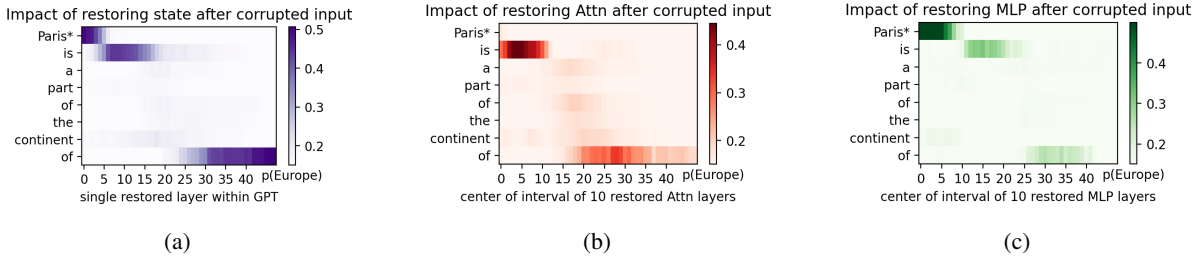 Impact of restoring state after corrupted input
Paris*
is
a
part
of
the
continent
of
0 5 10 15 20 25 30 35 40
0.5
0.4
0.3
0.2
p(Europe)
single restored layer within GPT
(a)
Impact of restoring Attn after corrupted input
Paris*
is
a
part
of
the
continent
of
0 5 10 15 20 25 30 35 40
0.4
0.3
0.2
p(Europe)
center of interval of 10 restored Attn layers
(b)
Impact of restoring MLP after corrupted input
Paris*
is
a
part
of
the
continent
of
0 5 10 15 20 25 30 35 40
0.4
0.3
0.2
p(Europe)
center of interval of 10 restored MLP layers
(c)